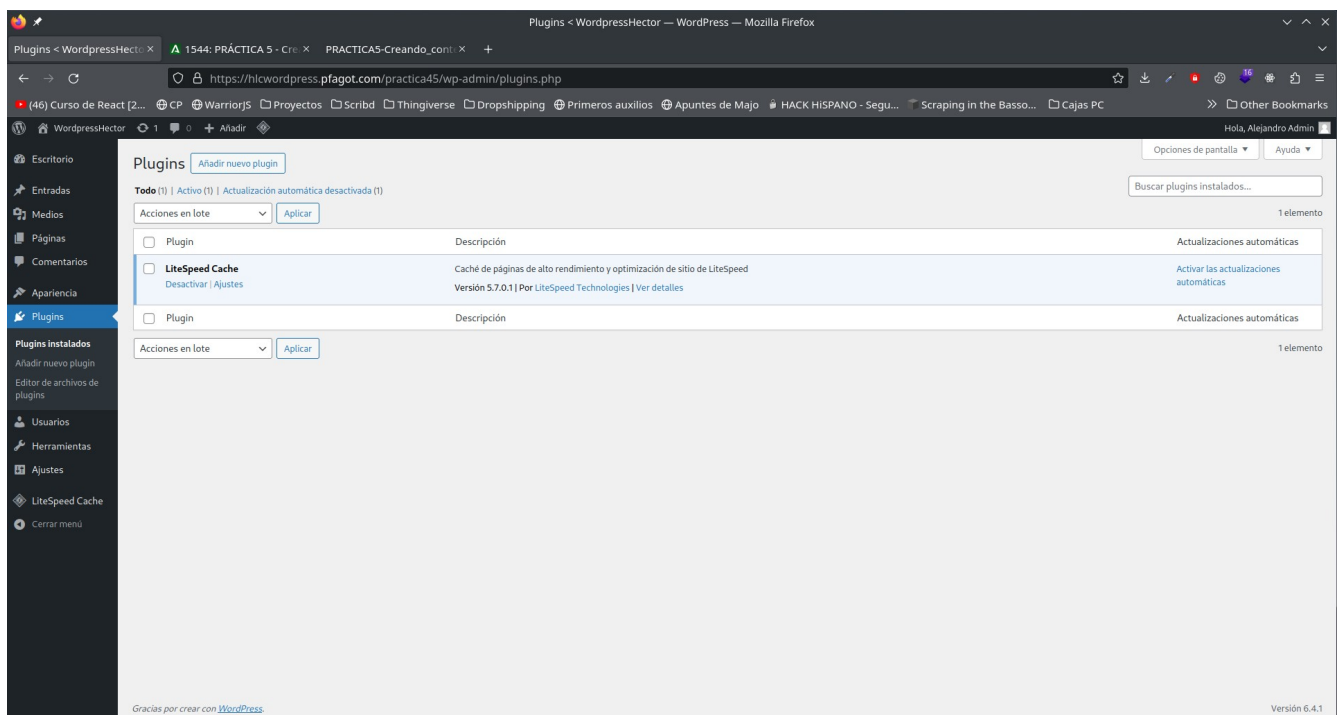 Plugins < WordpressHector — WordPress — Mozilla Firefox
Plugins < WordpressHecto × 1544: PRÁCTICA 5 - Cre × PRACTICA5-Creando_conte × +
https://hlcwordpress.pfagot.com/practica45/wp-admin/plugins.php 16
(46) Curso de React [2... CP WarriorJS Proyectos Scribd Thingiverse Dropshipping Primeros auxilios Apuntes de Majo HACK HiSPANO - Segu... Scraping in the Basso... Cajas PC » Other Bookmarks
WordpressHector 1 0 + Añadir Hola, Alejandro Admin
Opciones de pantalla ▼ Ayuda ▼
Escritorio
Entradas
Medios
Páginas
Comentarios
Apariencia
Plugins
Plugins instalados
Añadir nuevo plugin
Editor de archivos de
plugins
Usuarios
Herramientas
Ajustes
LiteSpeed Cache
Cerrar menú
Plugins Añadir nuevo plugin
Todo (1) | Activo (1) | Actualización automática desactivada (1)
Buscar plugins instalados...
Acciones en lote Aplicar 1 elemento
Plugin Descripción Actualizaciones automáticas
LiteSpeed Cache Caché de páginas de alto rendimiento y optimización de sitio de LiteSpeed Activar las actualizaciones
Desactivar | Ajustes Versión 5.7.0.1 | Por LiteSpeed Technologies | Ver detalles automáticas
Plugin Descripción Actualizaciones automáticas
Acciones en lote Aplicar 1 elemento
Gracias por crear con WordPress. Versión 6.4.1